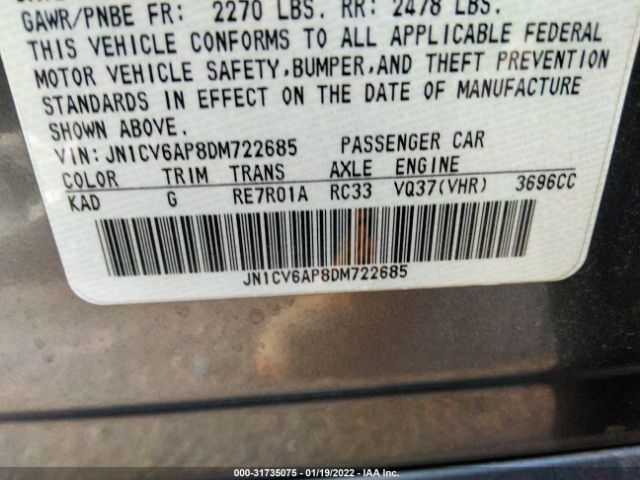 GAWR/PNBE FR: 2270 LBS. RR: 2478 LBS.
THIS VEHICLE CONFORMS TO ALL APPLICABLE FEDERAL
MOTOR VEHICLE SAFETY,BUMPER,AND THEFT PREVENTION
STANDARDS IN EFFECT ON THE DATE OF MANUFACTURE
SHOWN ABOVE.
VIN:JN1CV6AP8DM722685 PASSENGER CAR
COLOR TRIM TRANS AXLE ENGINE
KAD G RE7R01A RC33 VQ37(VHR) 3696CC
JN1CV6AP8DM722685
000-31735075 - 01/19/2022 - IAA Inc.